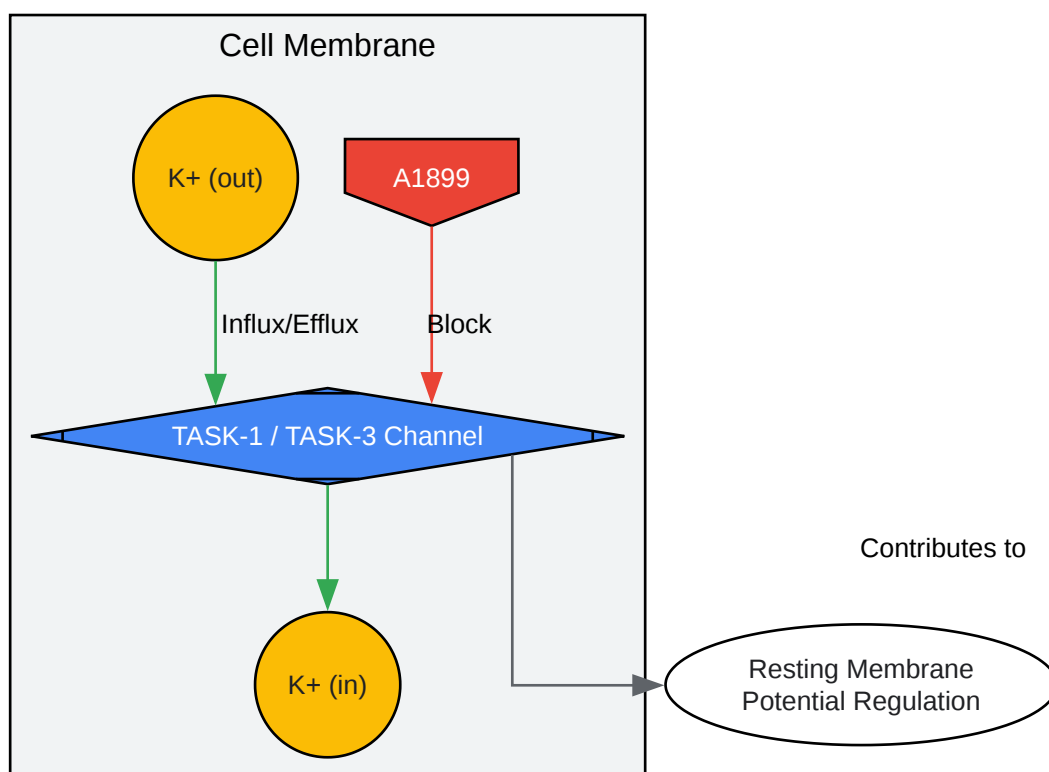 Cell Membrane
K+ (out)
A1899
Influx/Efflux
Block
TASK-1 / TASK-3 Channel
Contributes to
K+ (in)
Resting Membrane
Potential Regulation